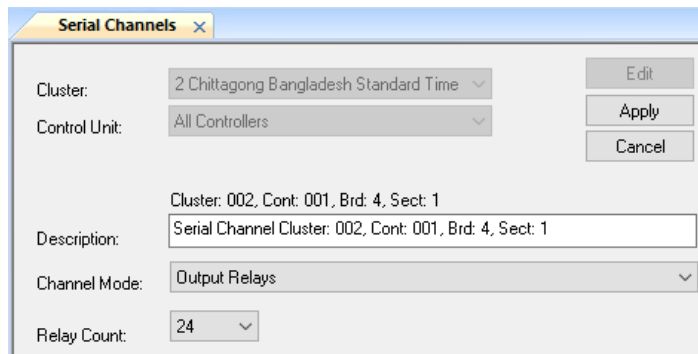 Serial Channels
Cluster: 2 Chittagong Bangladesh Standard Time Edit
Control Unit: All Controllers Apply
Cancel
Cluster: 002, Cont: 001, Brd: 4, Sect: 1
Description: Serial Channel Cluster: 002, Cont: 001, Brd: 4, Sect: 1
Channel Mode: Output Relays
Relay Count: 24